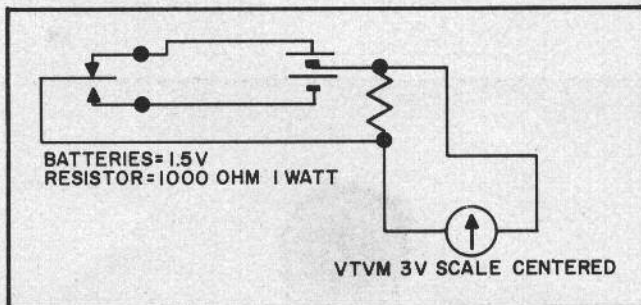 BATTERIES=1.5V
RESISTOR=1000 OHM 1 WATT
VTVM 3V SCALE CENTERED